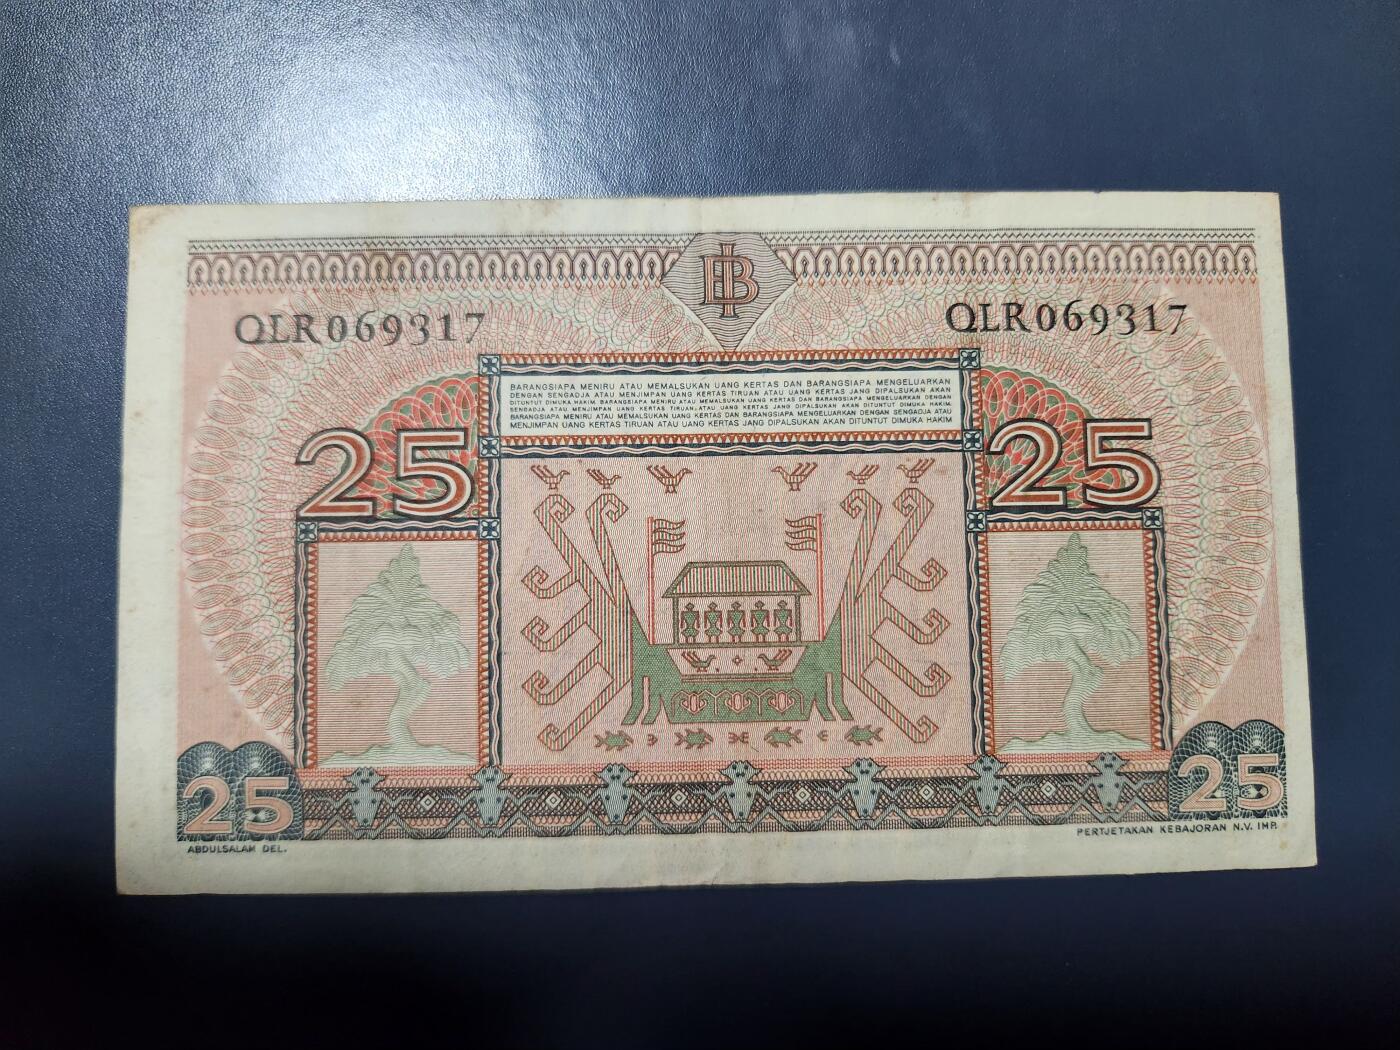 BI
QLR069317 QLR069317
BARANGSIAPA MENIRU ATAU MEMALSUKAN UANG KERTAS DAN BARANGSIAPA MENGELUARKAN
DENGAN SENGADJA ATAU MENJIMPAN UANG KERTAS TIRUAN ATAU UANG KERTAS JANG DIPALSUKAN AKAN
DITUNTUT DIMUKA HAKIM. BARANGSIAPA MENIRU ATAU MEMALSUKAN UANG KERTAS DAN BARANGSIAPA MENGELUARKAN DENGAN
SENGADJA ATAU MENJIMPAN UANG KERTAS TIRUAN ATAU UANG KERTAS JANG DIPALSUKAN AKAN DITUNTUT DIMUKA HAKIM.
BARANGSIAPA MENIRU ATAU MEMALSUKAN UANG KERTAS DAN BARANGSIAPA MENGELUARKAN DENGAN SENGADJA ATAU
MENJIMPAN UANG KERTAS TIRUAN ATAU UANG KERTAS JANG DIPALSUKAN AKAN DITUNTUT DIMUKA HAKIM
25 25
25 25
ABDULSALAM DEL. PERTJETAKAN KEBAJORAN N.V. IMP.